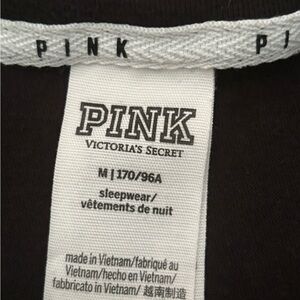 PINK PI
PINK
VICTORIA'S SECRET
M | 170/96A
sleepwear/
vêtements de nuit
made in Vietnam/fabriqué au
Vietnam/hecho en Vietnam/
fabbricato in Vietnam/ 越南制造